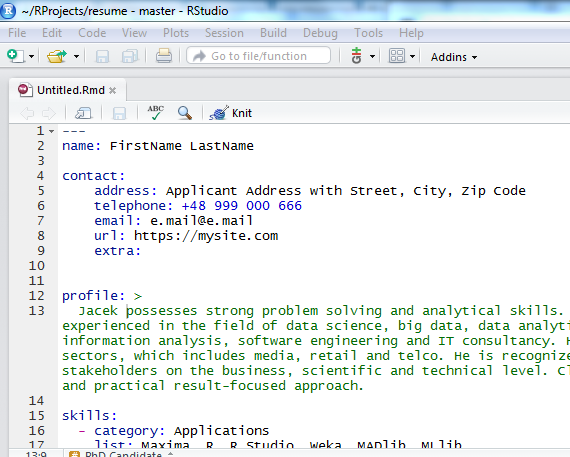 ~/RProjects/resume - master - RStudio
File Edit Code View Plots Session Build Debug Tools Help
Go to file/function Addins
Untitled.Rmd
ABC Knit
1 ---
2 name: FirstName LastName
3
4 contact:
5 address: Applicant Address with Street, City, Zip Code
6 telephone: +48 999 000 666
7 email: e.mail@e.mail
8 url: https://mysite.com
9 extra:
10
11
12 profile: >
13 Jacek possesses strong problem solving and analytical skills.
experienced in the field of data science, big data, data analyti
information analysis, software engineering and IT consultancy. H
sectors, which includes media, retail and telco. He is recognize
stakeholders on the business, scientific and technical level. Cl
and practical result-focused approach.
14
15 skills:
16 - category: Applications
17 list: Maxima, R, R Studio, Weka, MADlib, MLlib
13:9 PhD Candidate